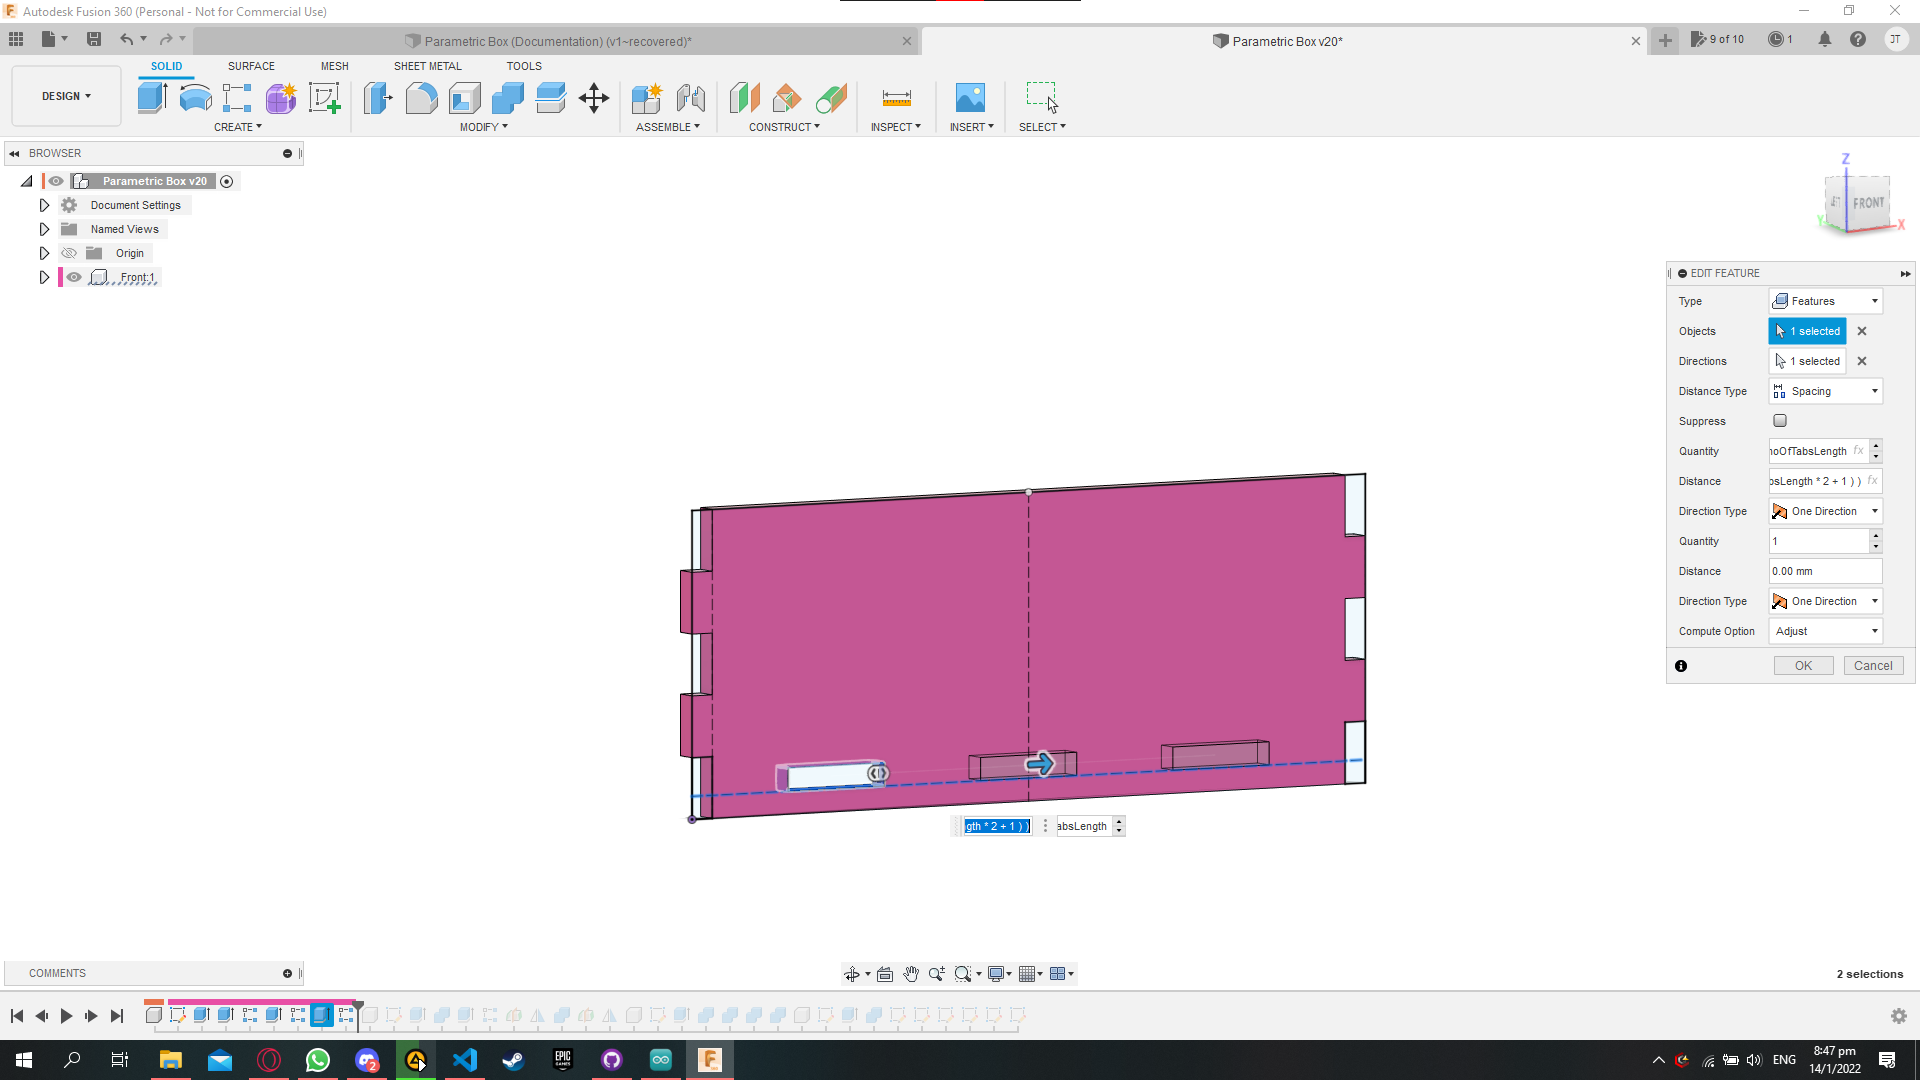 Autodesk Fusion 360 (Personal - Not for Commercial Use)
Parametric Box (Documentation) (v1~recovered)*
Parametric Box v20*
9 of 10
1
JT
DESIGN
SOLID
SURFACE
MESH
SHEET METAL
TOOLS
CREATE
MODIFY
ASSEMBLE
CONSTRUCT
INSPECT
INSERT
SELECT
BROWSER
Parametric Box v20
Document Settings
Named Views
Origin
Front:1
Z
FRONT
X
Y
EDIT FEATURE
Type Features
Objects 1 selected
Directions 1 selected
Distance Type Spacing
Suppress
Quantity noOfTabsLength fx
Distance bsLength * 2 + 1 ) ) fx
Direction Type One Direction
Quantity 1
Distance 0.00 mm
Direction Type One Direction
Compute Option Adjust
OK Cancel
gth * 2 + 1 ) )
absLength
COMMENTS
2 selections
EPIC GAMES
2
ENG
8:47 pm
14/1/2022